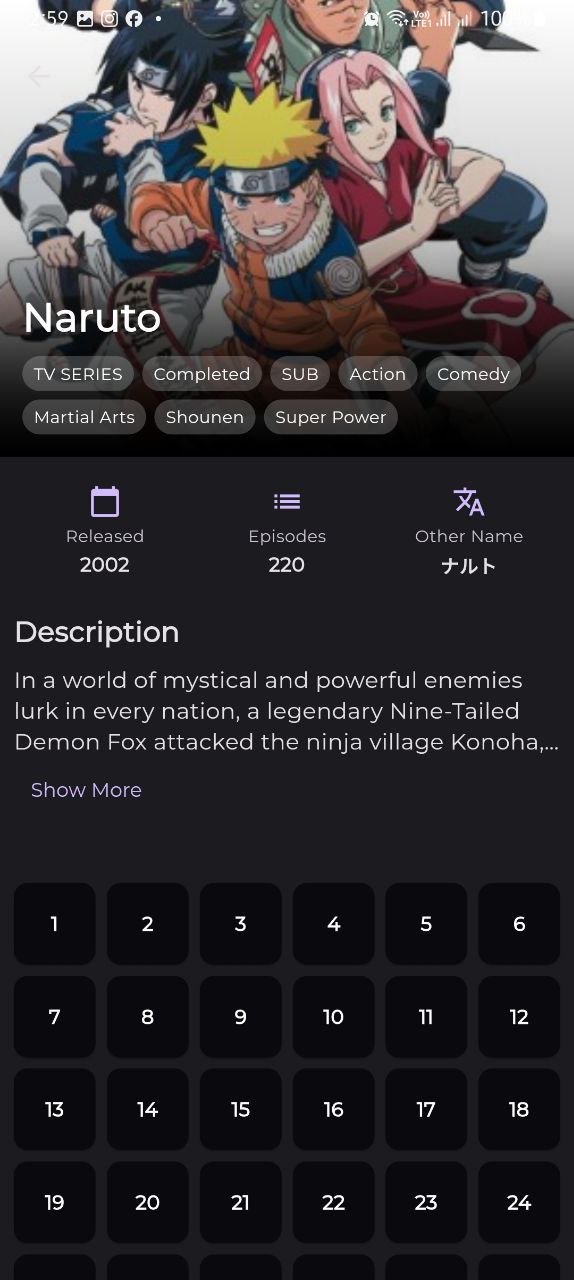 2:59
Vo))
LTE1
Naruto
TV SERIES Completed SUB Action Comedy
Martial Arts Shounen Super Power
Released Episodes Other Name
2002 220 ナルト
Description
In a world of mystical and powerful enemies
lurk in every nation, a legendary Nine-Tailed
Demon Fox attacked the ninja village Konoha,...
Show More
1 2 3 4 5 6
7 8 9 10 11 12
13 14 15 16 17 18
19 20 21 22 23 24